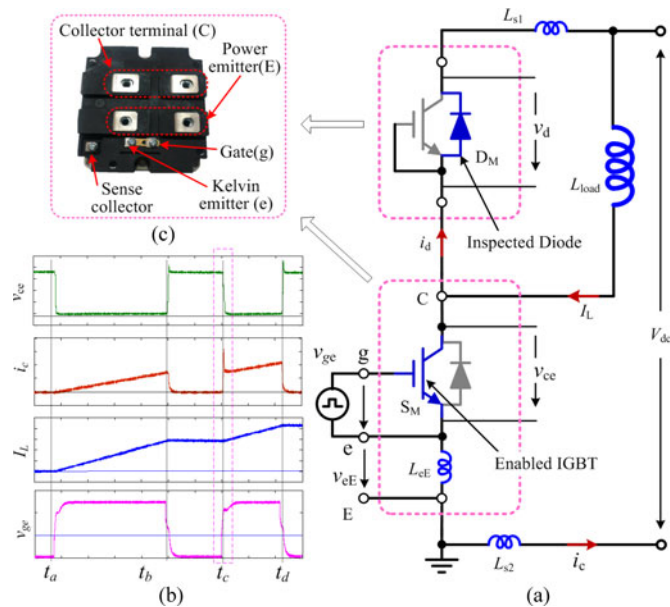 Collector terminal (C)
Power
emitter(E)
Gate(g)
Sense
collector
Kelvin
emitter (e)
(c)
v_ce
i_c
I_L
v_ge
t_a t_b t_c t_d
(b)
L_s1
v_d
D_M
L_load
Inspected Diode
i_d
C
I_L
V_dc
v_ge
g
v_ce
S_M
e
Enabled IGBT
L_eE
v_eE
E
L_s2
i_c
(a)